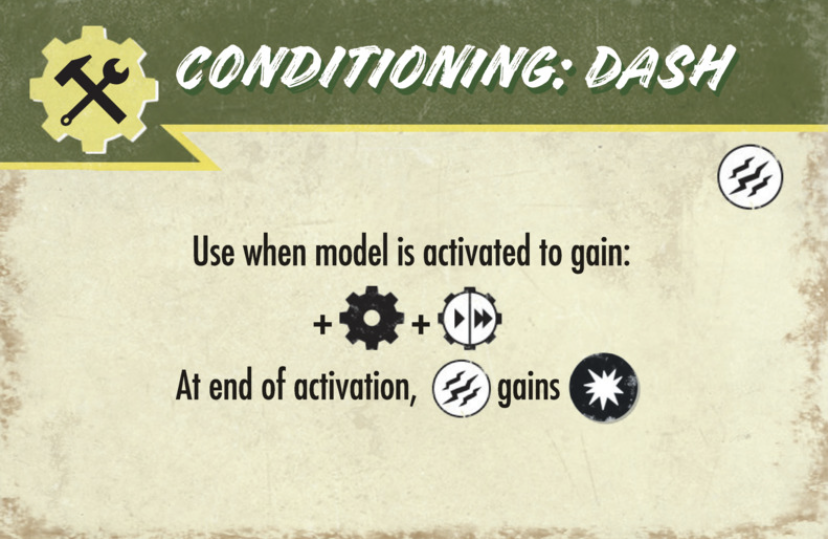 CONDITIONING: DASH
Use when model is activated to gain:
+ +
At end of activation, gains